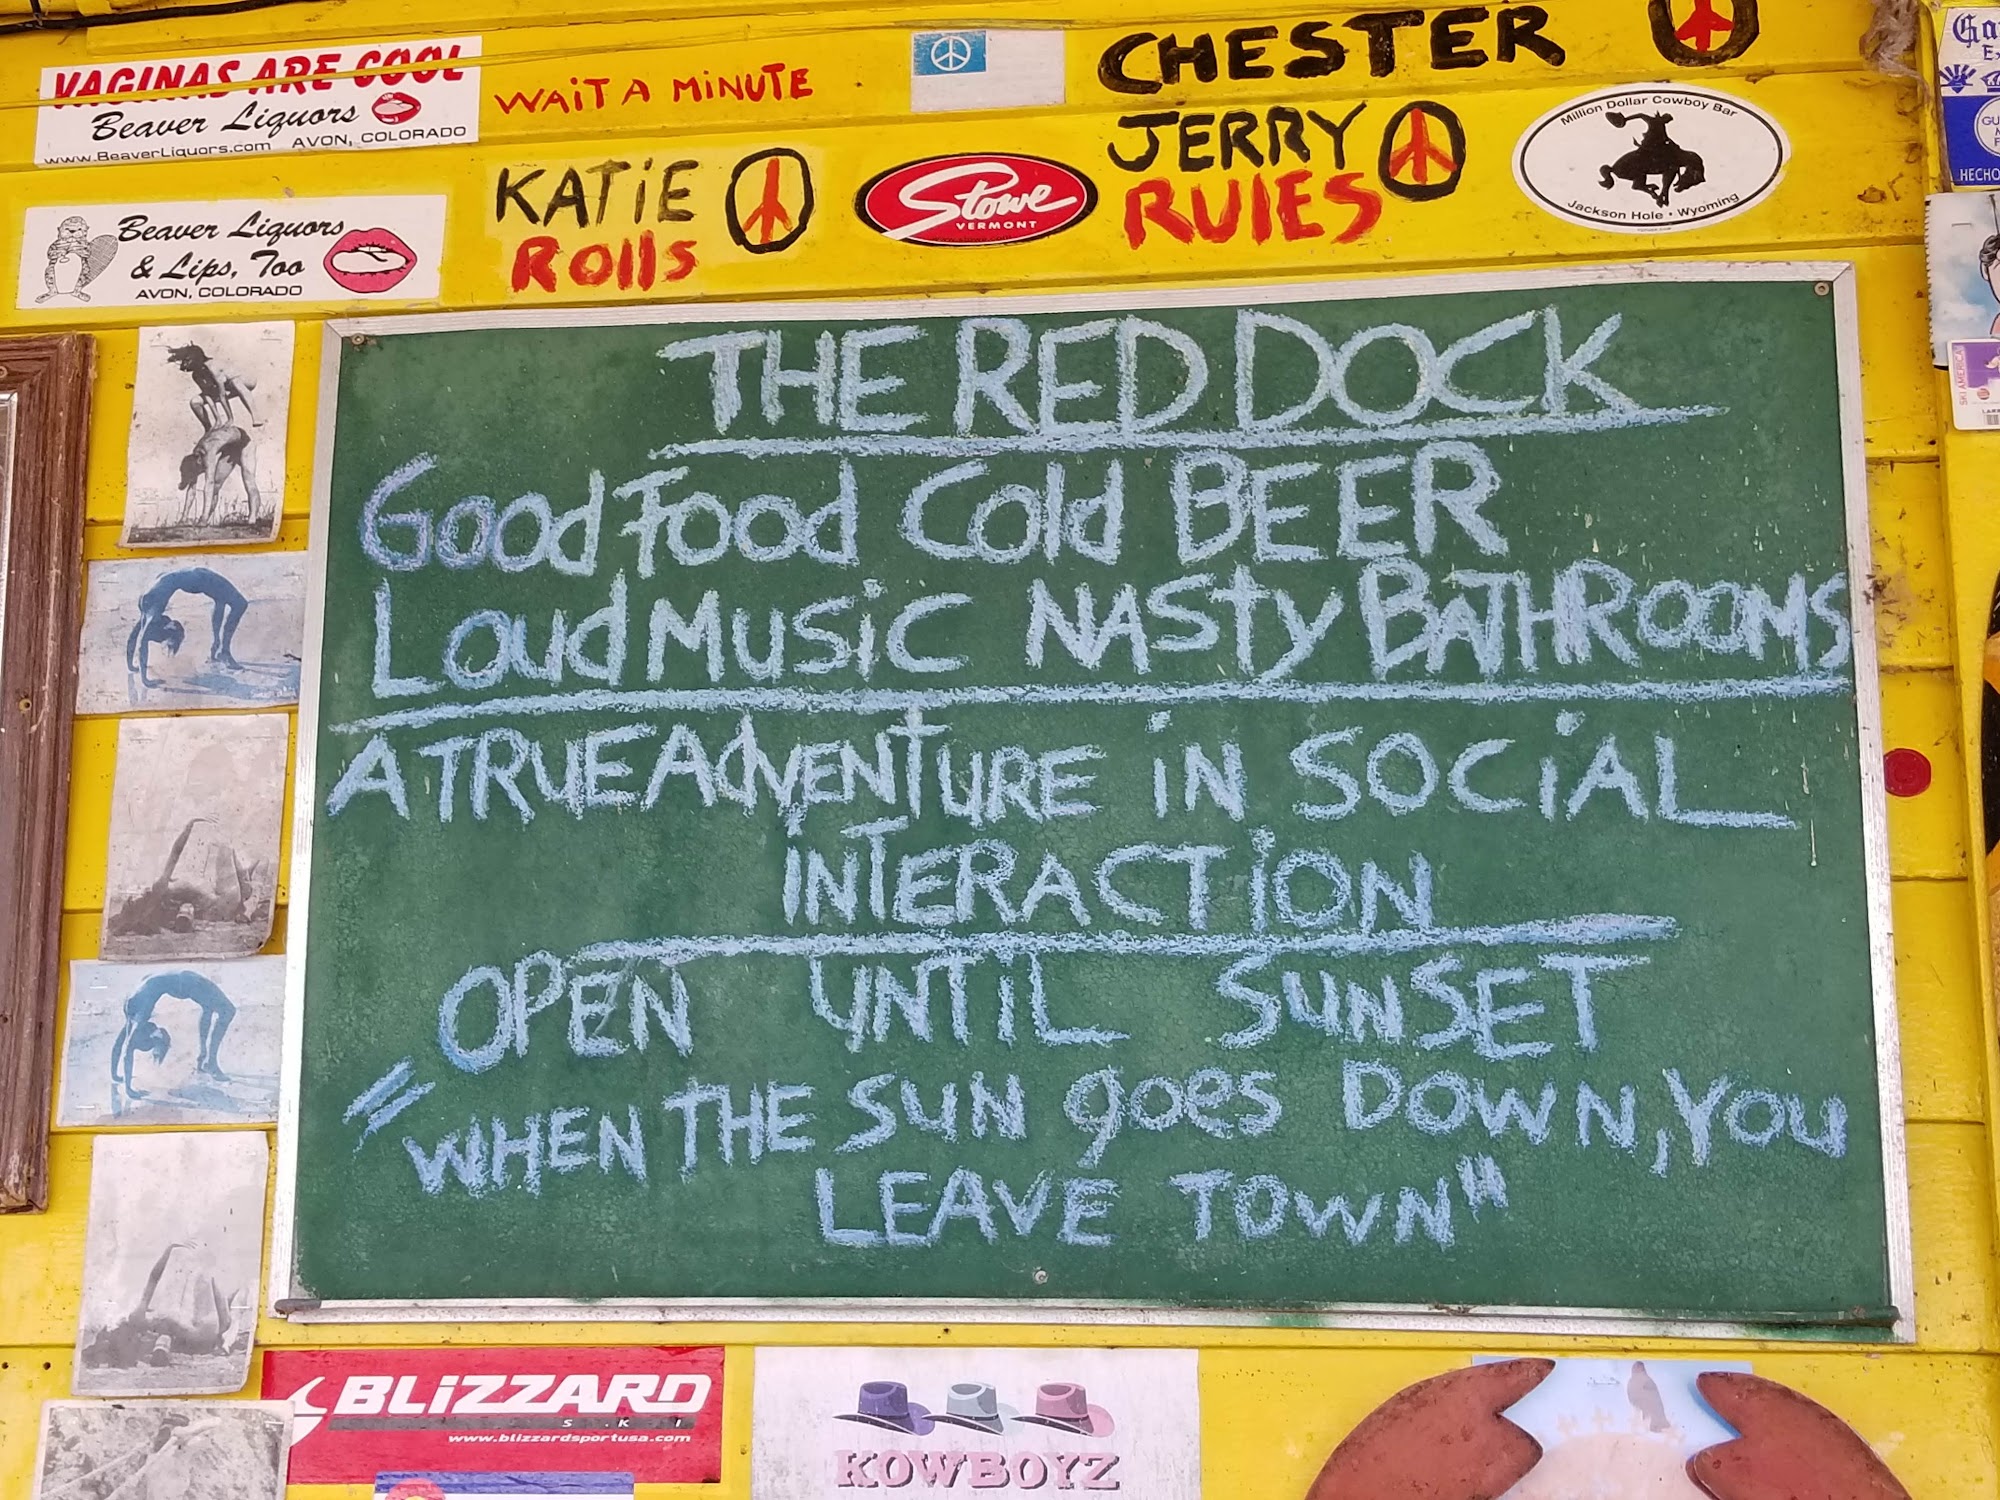 VAGINAS ARE COOL
Beaver Liquors
www.BeaverLiquors.com AVON, COLORADO
WAiT A MiNUTE
CHESTER
JERRY
RUlES
Million Dollar Cowboy Bar
Jackson Hole • Wyoming
KATiE
ROllS
Stowe
VERMONT
Beaver Liquors
& Lips, Too
AVON, COLORADO
HECHO
SKI AMERICA
THE RED DOCK
Good Food Cold BEER
Loud Music NAsty BATHROOMS
A TRUE AdVENTURE iN SOCiAL
INTERACTiON
OPEN UNTiL SUNSET
"WHEN THE SUN goes DOWN, You
LEAVE TOWN"
BLiZZARD
S.K.I
www.blizzardsportusa.com
KOWBOYZ